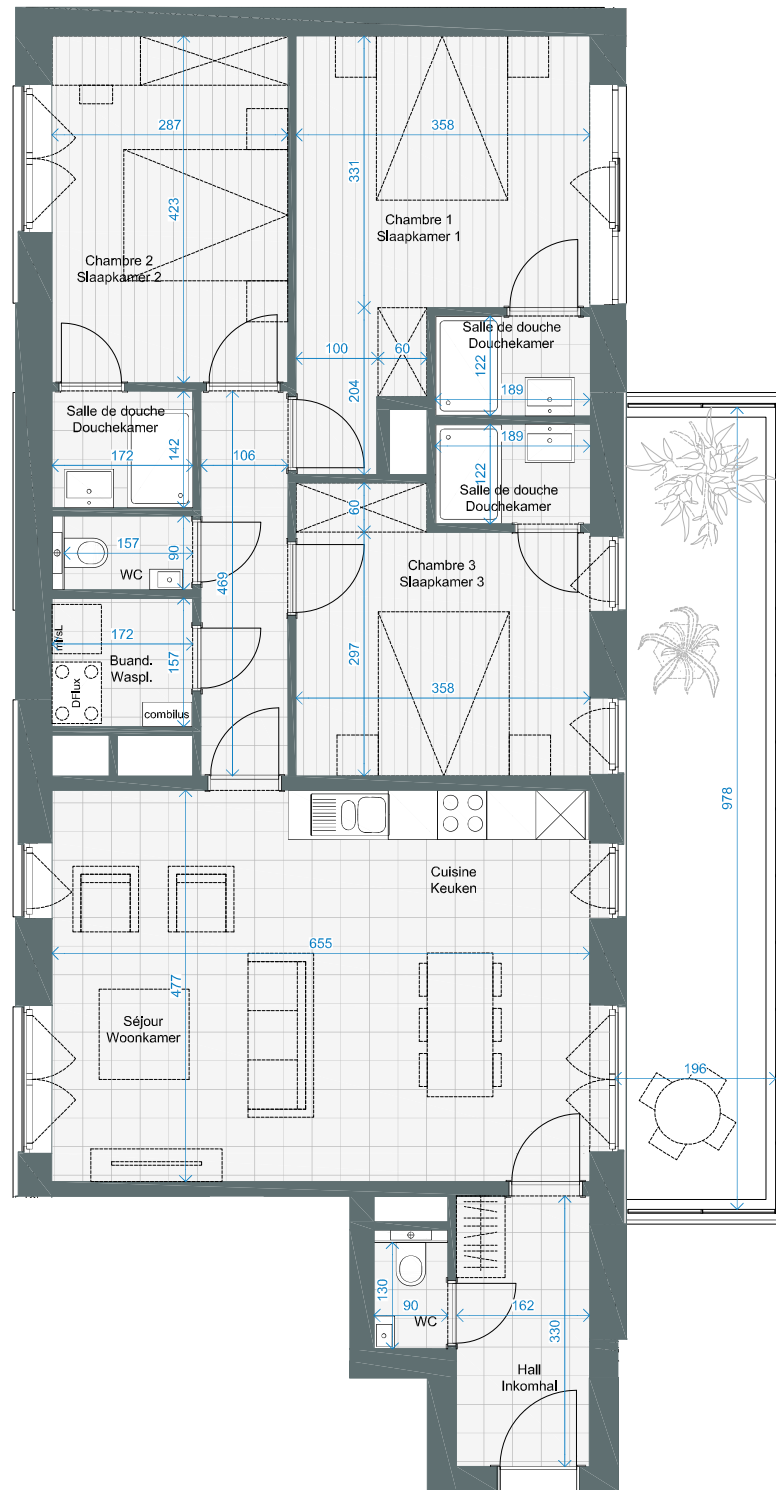 287
358
331
423
Chambre 1
Slaapkamer 1
Chambre 2
Slaapkamer 2
Salle de douche
Douchekamer
122
100
60
189
204
Salle de douche
Douchekamer
142
172
106
189
122
Salle de douche
Douchekamer
60
157
90
WC
469
Chambre 3
Slaapkamer 3
ml/sL
172
157
Buand.
Waspl.
DFlux
combilus
297
358
978
Cuisine
Keuken
655
477
Séjour
Woonkamer
196
130
90
WC
162
330
Hall
Inkomhal